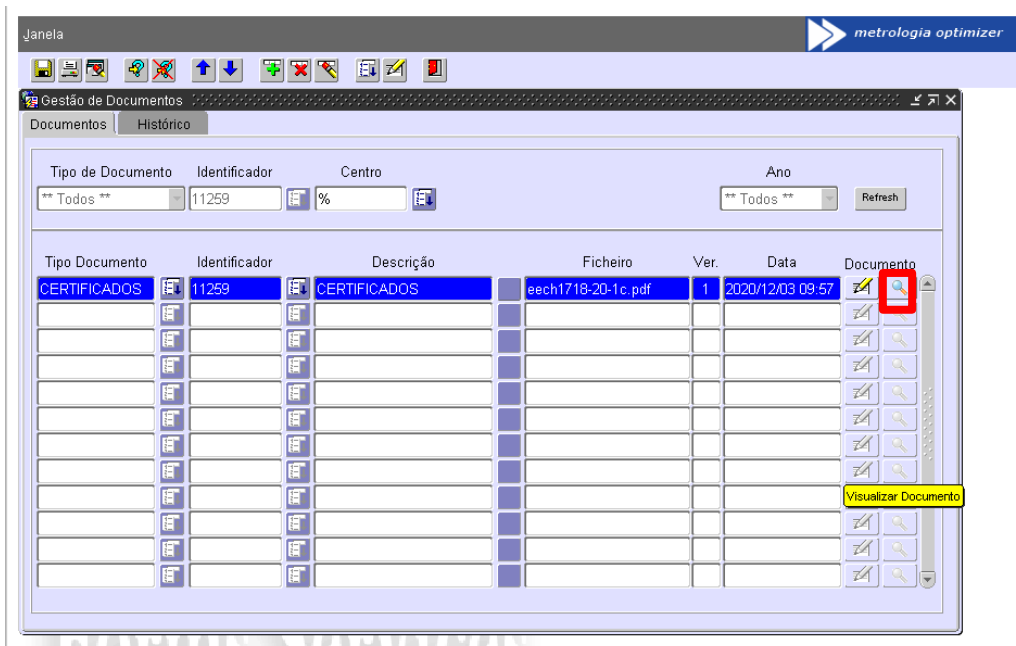 Janela
metrologia optimizer
Gestão de Documentos
Documentos Histórico
Tipo de Documento Identificador Centro Ano
** Todos ** 11259 % ** Todos ** Refresh
Tipo Documento Identificador Descrição Ficheiro Ver. Data Documento
CERTIFICADOS 11259 CERTIFICADOS eech1718-20-1c.pdf 1 2020/12/03 09:57
Visualizar Documento